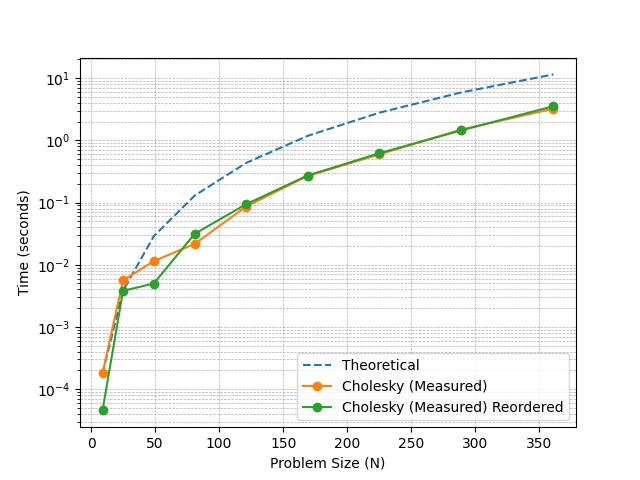 10¹
10⁰
10⁻¹
10⁻²
10⁻³
10⁻⁴
Time (seconds)
Theoretical
Cholesky (Measured)
Cholesky (Measured) Reordered
0 50 100 150 200 250 300 350
Problem Size (N)